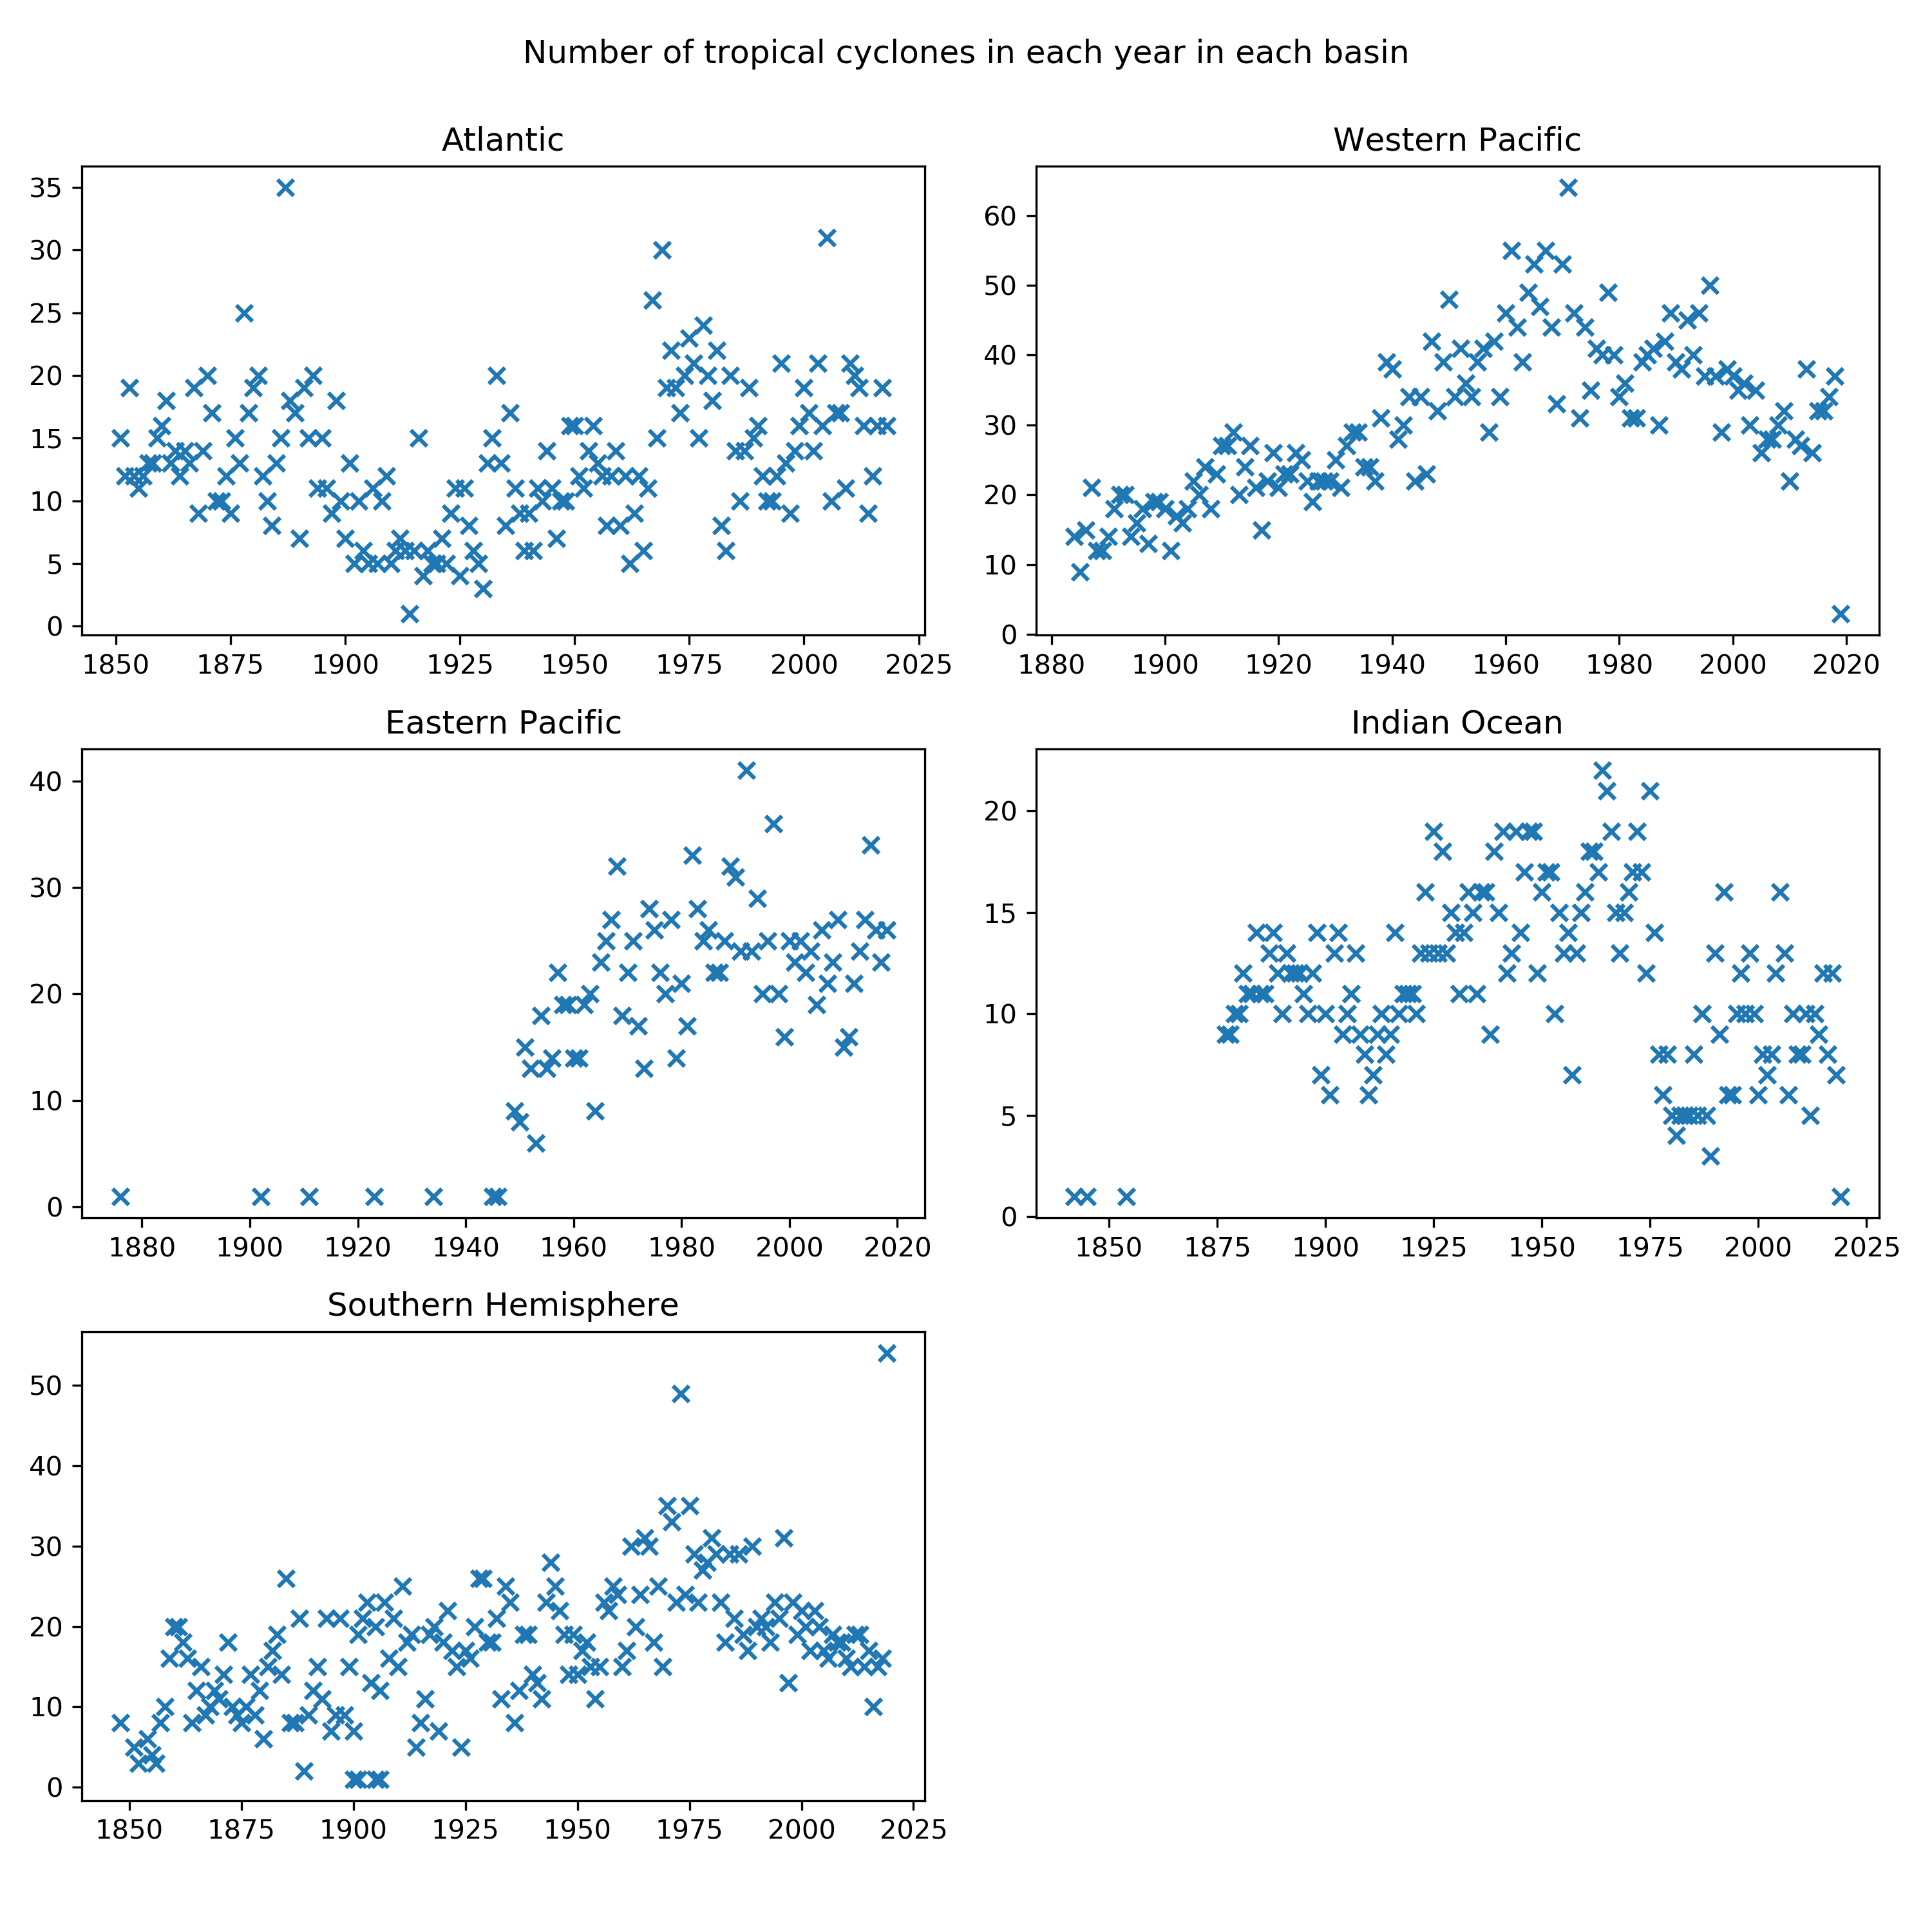 Number of tropical cyclones in each year in each basin
Atlantic
35
30
25
20
15
10
5
0
1850 1875 1900 1925 1950 1975 2000 2025
Western Pacific
60
50
40
30
20
10
0
1880 1900 1920 1940 1960 1980 2000 2020
Eastern Pacific
40
30
20
10
0
1880 1900 1920 1940 1960 1980 2000 2020
Indian Ocean
20
15
10
5
0
1850 1875 1900 1925 1950 1975 2000 2025
Southern Hemisphere
50
40
30
20
10
0
1850 1875 1900 1925 1950 1975 2000 2025